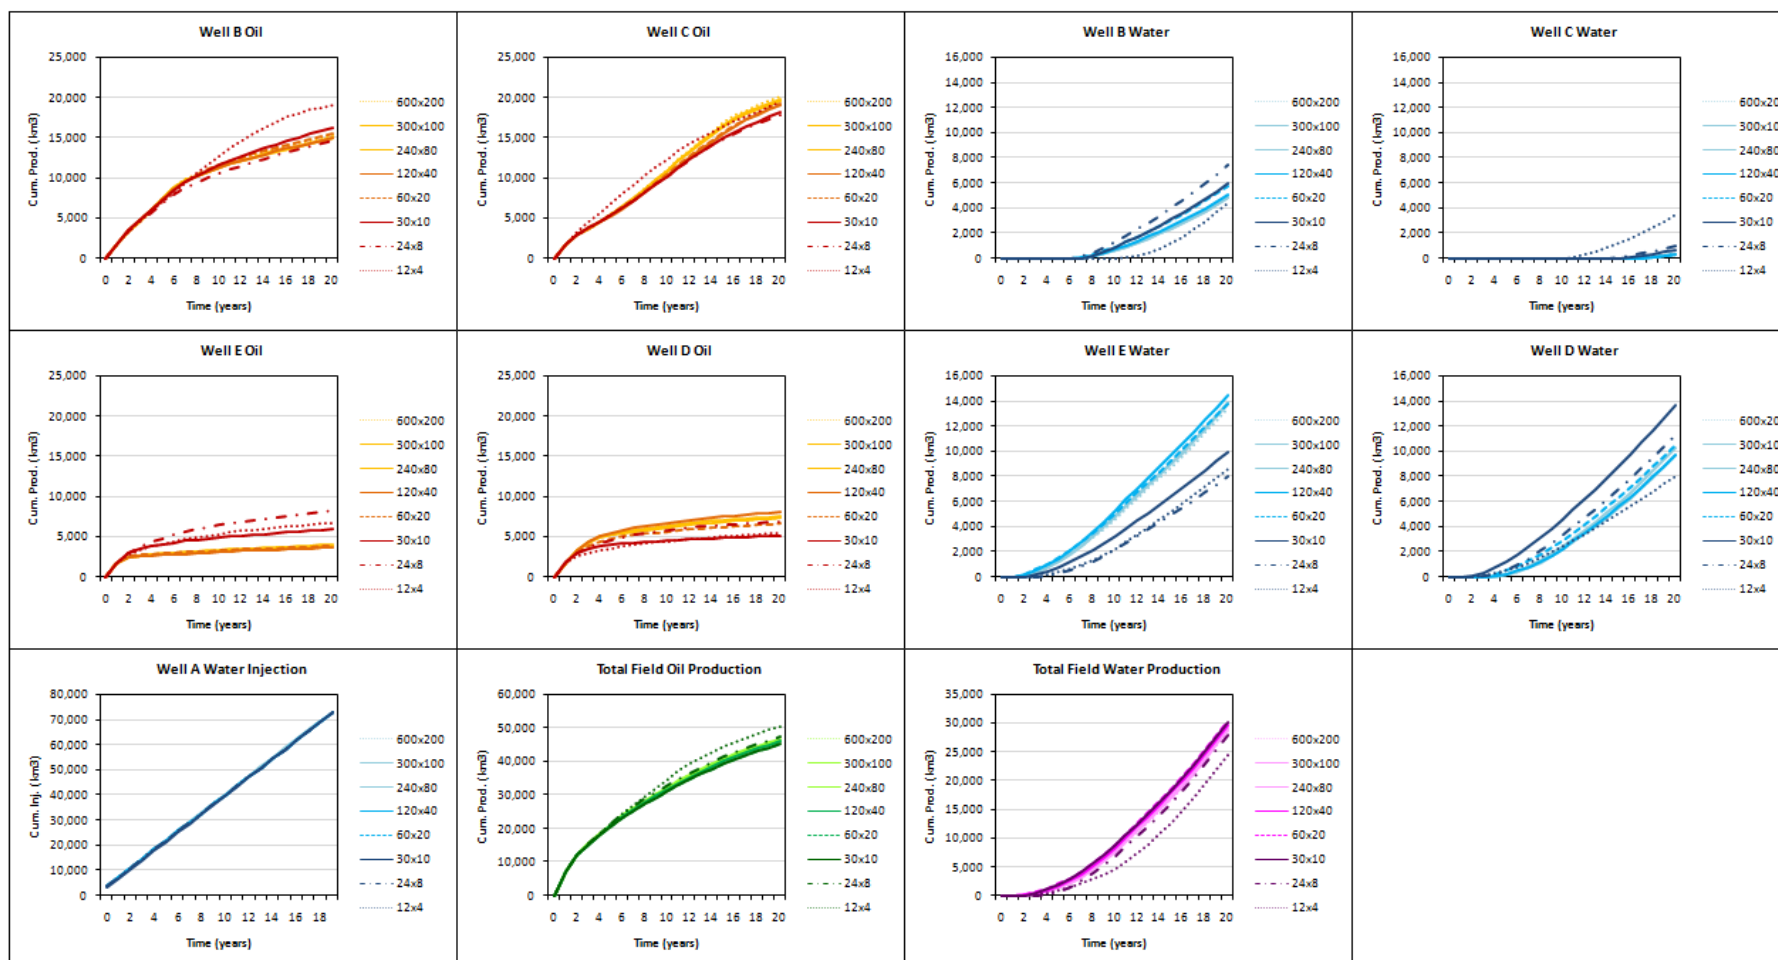 Well B Oil
Cum. Prod. (km3)
25,000
20,000
15,000
10,000
5,000
0
0 2 4 6 8 10 12 14 16 18 20
Time (years)
600x200
300x100
240x80
120x40
60x20
30x10
24x8
12x4
Well C Oil
Cum. Prod. (km3)
25,000
20,000
15,000
10,000
5,000
0
0 2 4 6 8 10 12 14 16 18 20
Time (years)
600x200
300x100
240x80
120x40
60x20
30x10
24x8
12x4
Well B Water
Cum. Prod. (km3)
16,000
14,000
12,000
10,000
8,000
6,000
4,000
2,000
0
0 2 4 6 8 10 12 14 16 18 20
Time (years)
600x200
300x100
240x80
120x40
60x20
30x10
24x8
12x4
Well C Water
Cum. Prod. (km3)
16,000
14,000
12,000
10,000
8,000
6,000
4,000
2,000
0
0 2 4 6 8 10 12 14 16 18 20
Time (years)
600x20
300x10
240x80
120x40
60x20
30x10
24x8
12x4
Well E Oil
Cum. Prod. (km3)
25,000
20,000
15,000
10,000
5,000
0
0 2 4 6 8 10 12 14 16 18 20
Time (years)
600x200
300x100
240x80
120x40
60x20
30x10
24x8
12x4
Well D Oil
Cum. Prod. (km3)
25,000
20,000
15,000
10,000
5,000
0
0 2 4 6 8 10 12 14 16 18 20
Time (years)
600x200
300x100
240x80
120x40
60x20
30x10
24x8
12x4
Well E Water
Cum. Prod. (km3)
16,000
14,000
12,000
10,000
8,000
6,000
4,000
2,000
0
0 2 4 6 8 10 12 14 16 18 20
Time (years)
600x200
300x100
240x80
120x40
60x20
30x10
24x8
12x4
Well D Water
Cum. Prod. (km3)
16,000
14,000
12,000
10,000
8,000
6,000
4,000
2,000
0
0 2 4 6 8 10 12 14 16 18 20
Time (years)
600x20
300x10
240x80
120x40
60x20
30x10
24x8
12x4
Well A Water Injection
Cum. Inj. (km3)
80,000
70,000
60,000
50,000
40,000
30,000
20,000
10,000
0
0 2 4 6 8 10 12 14 16 18
Time (years)
600x200
300x100
240x80
120x40
60x20
30x10
24x8
12x4
Total Field Oil Production
Cum. Prod. (km3)
60,000
50,000
40,000
30,000
20,000
10,000
0
0 2 4 6 8 10 12 14 16 18 20
Time (years)
600x200
300x100
240x80
120x40
60x20
30x10
24x8
12x4
Total Field Water Production
Cum. Prod. (km3)
35,000
30,000
25,000
20,000
15,000
10,000
5,000
0
0 2 4 6 8 10 12 14 16 18 20
Time (years)
600x200
300x100
240x80
120x40
60x20
30x10
24x8
12x4